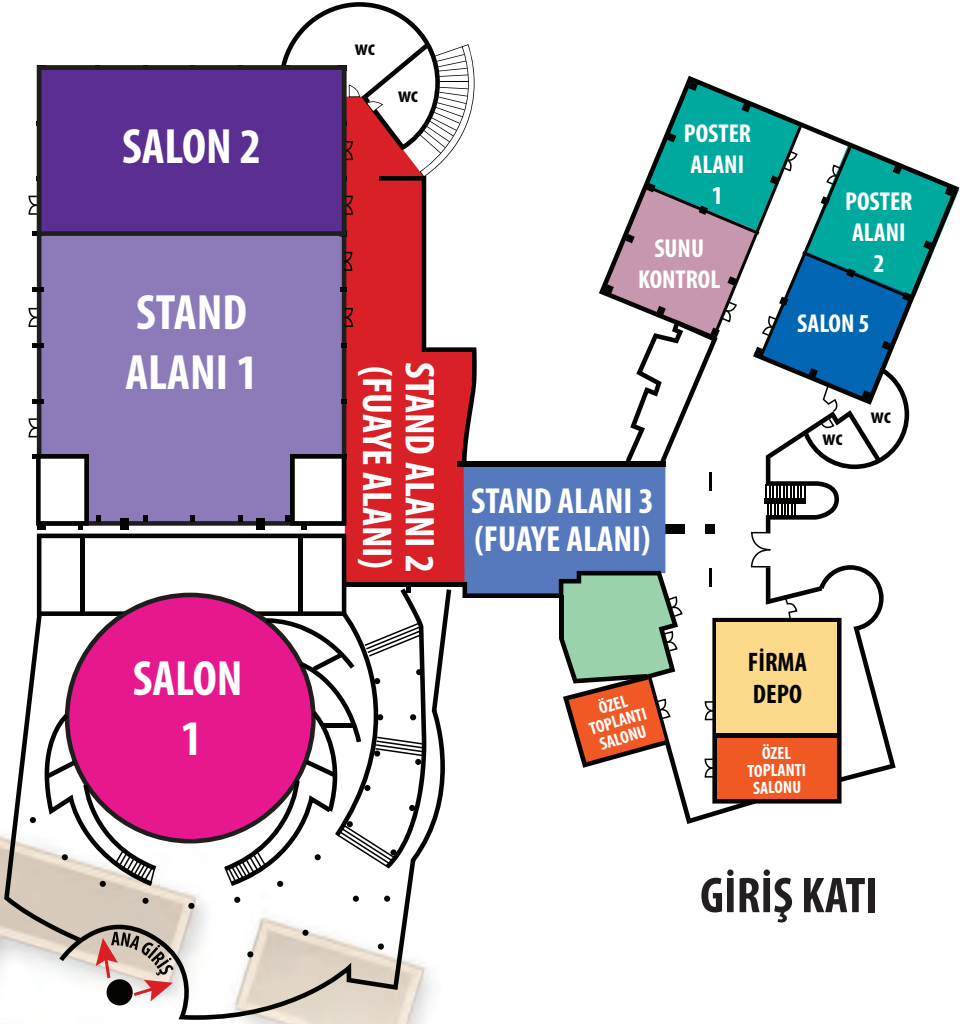 WC
WC
SALON 2
STAND
ALANI 1
STAND ALANI 2
(FUAYE ALANI)
POSTER
ALANI
1
SUNU
KONTROL
POSTER
ALANI
2
SALON 5
WC
WC
STAND ALANI 3
(FUAYE ALANI)
SALON
1
FİRMA
DEPO
ÖZEL
TOPLANTI
SALONU
ÖZEL
TOPLANTI
SALONU
GİRİŞ KATI
ANA GİRİŞ